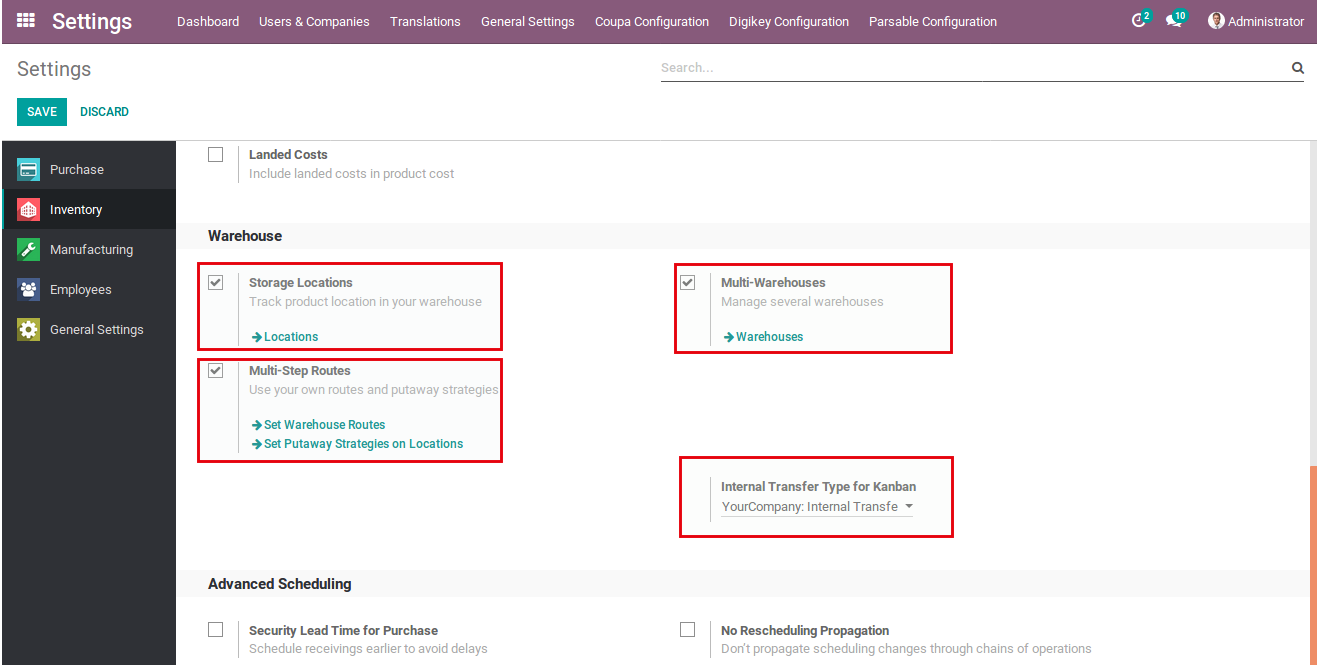 Settings Dashboard Users & Companies Translations General Settings Coupa Configuration Digikey Configuration Parsable Configuration 2 10 Administrator
Settings
Search...
SAVE DISCARD
Purchase
Inventory
Manufacturing
Employees
General Settings
Landed Costs
Include landed costs in product cost
Warehouse
Storage Locations
Track product location in your warehouse
Locations
Multi-Warehouses
Manage several warehouses
Warehouses
Multi-Step Routes
Use your own routes and putaway strategies
Set Warehouse Routes
Set Putaway Strategies on Locations
Internal Transfer Type for Kanban
YourCompany: Internal Transfe
Advanced Scheduling
Security Lead Time for Purchase
Schedule receivings earlier to avoid delays
No Rescheduling Propagation
Don't propagate scheduling changes through chains of operations